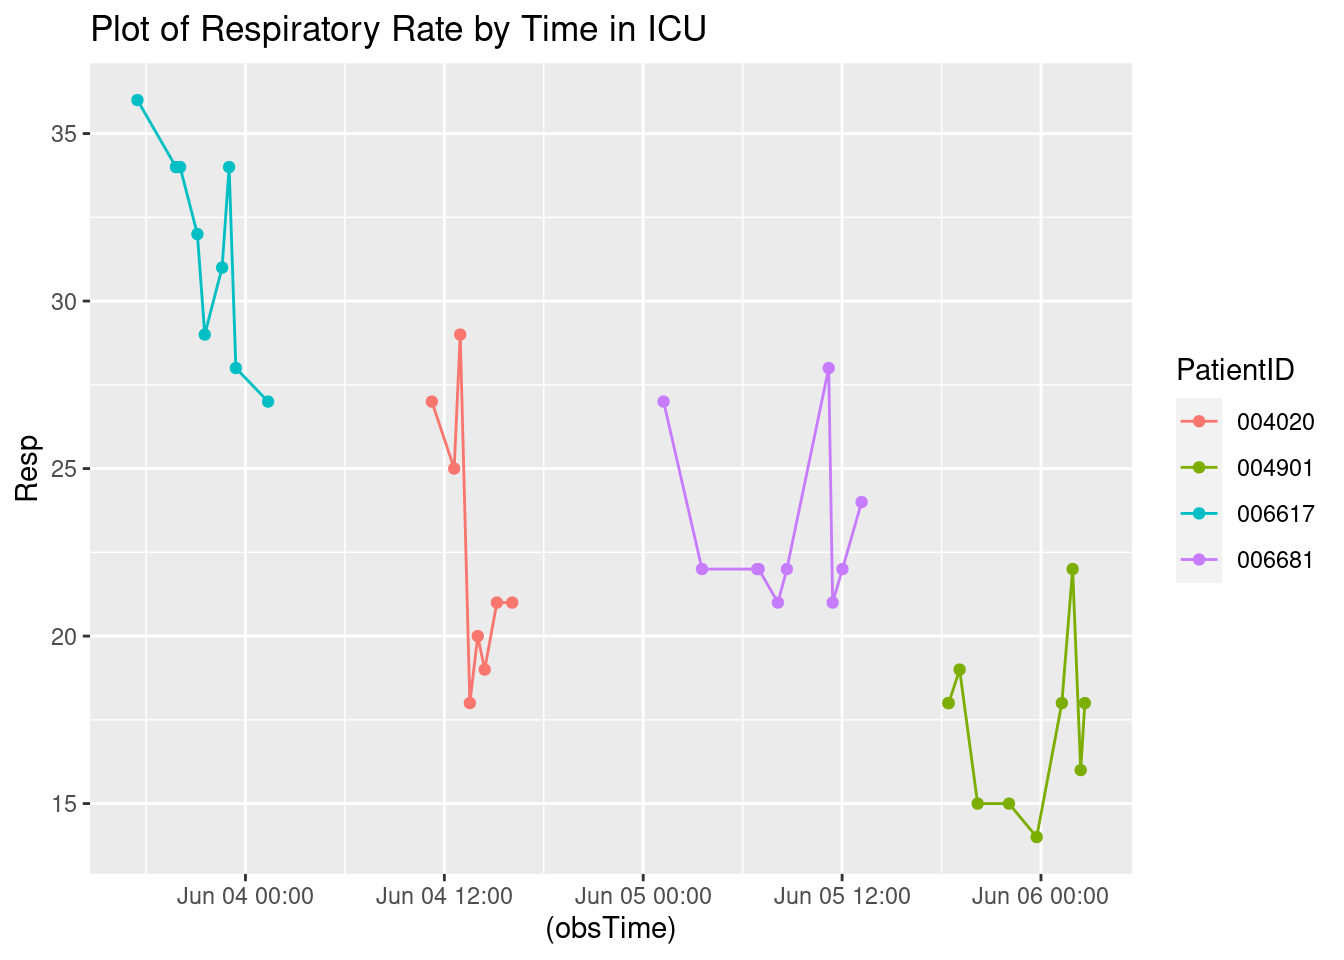 Plot of Respiratory Rate by Time in ICU
35
30
25
20
15
Resp
Jun 04 00:00
Jun 04 12:00
Jun 05 00:00
Jun 05 12:00
Jun 06 00:00
(obsTime)
PatientID
004020
004901
006617
006681